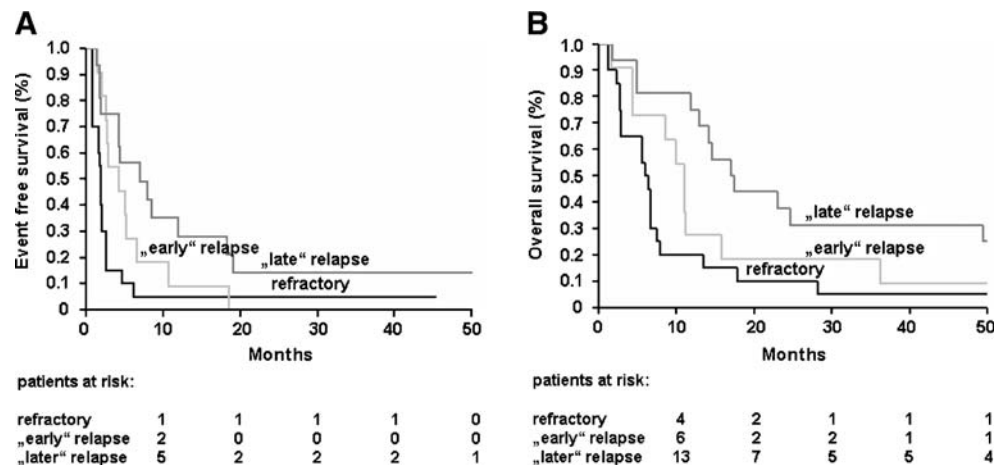 A
Event free survival (%)
1.0
0.9
0.8
0.7
0.6
0.5
0.4
0.3
0.2
0.1
0
„early“ relapse
„late“ relapse
refractory
0 10 20 30 40 50
Months
patients at risk:
refractory 1 1 1 1 0
„early“ relapse 2 0 0 0 0
„later“ relapse 5 2 2 2 1
B
Overall survival (%)
1.0
0.9
0.8
0.7
0.6
0.5
0.4
0.3
0.2
0.1
0
„late“ relapse
„early“ relapse
refractory
0 10 20 30 40 50
Months
patients at risk:
refractory 4 2 1 1 1
„early“ relapse 6 2 2 1 1
„later“ relapse 13 7 5 5 4